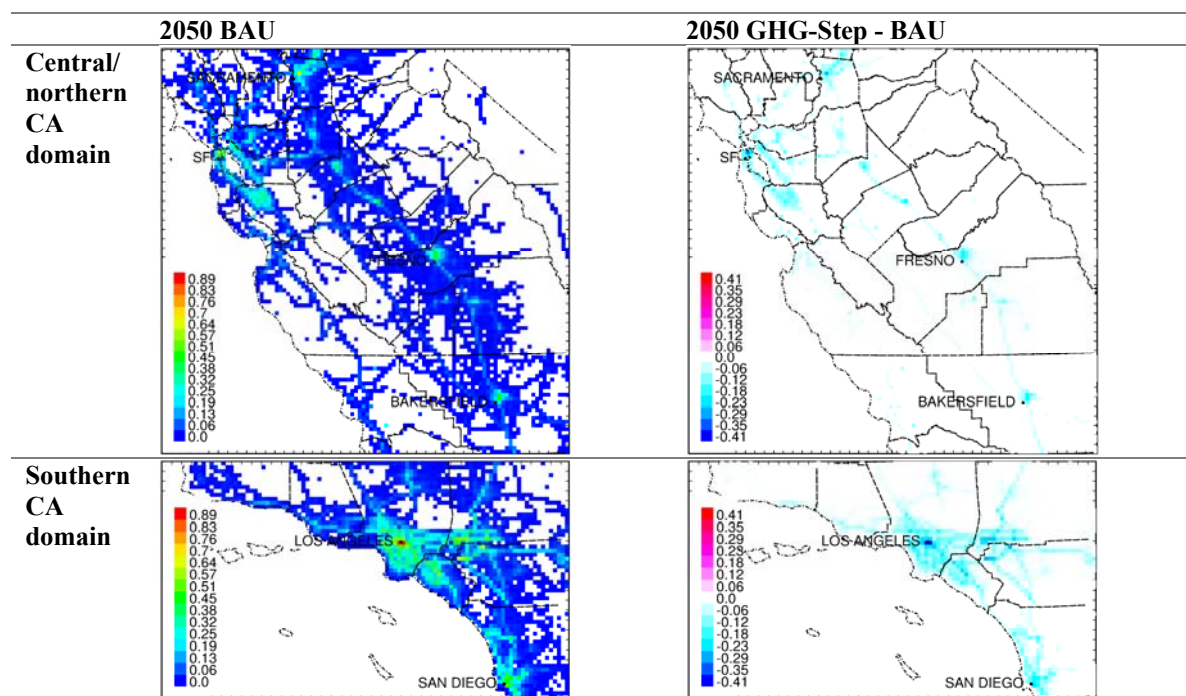 2050 BAU
2050 GHG-Step - BAU
Central/
northern
CA
domain
SACRAMENTO
SF
FRESNO
BAKERSFIELD
0.89
0.83
0.76
0.7
0.64
0.57
0.51
0.45
0.38
0.32
0.25
0.19
0.13
0.06
0.0
SACRAMENTO
SF
FRESNO
BAKERSFIELD
0.41
0.35
0.29
0.23
0.18
0.12
0.06
0.0
-0.06
-0.12
-0.18
-0.23
-0.29
-0.35
-0.41
Southern
CA
domain
LOS ANGELES
SAN DIEGO
0.89
0.83
0.76
0.7
0.64
0.57
0.51
0.45
0.38
0.32
0.25
0.19
0.13
0.06
0.0
LOS ANGELES
SAN DIEGO
0.41
0.35
0.29
0.23
0.18
0.12
0.06
0.0
-0.06
-0.12
-0.18
-0.23
-0.29
-0.35
-0.41